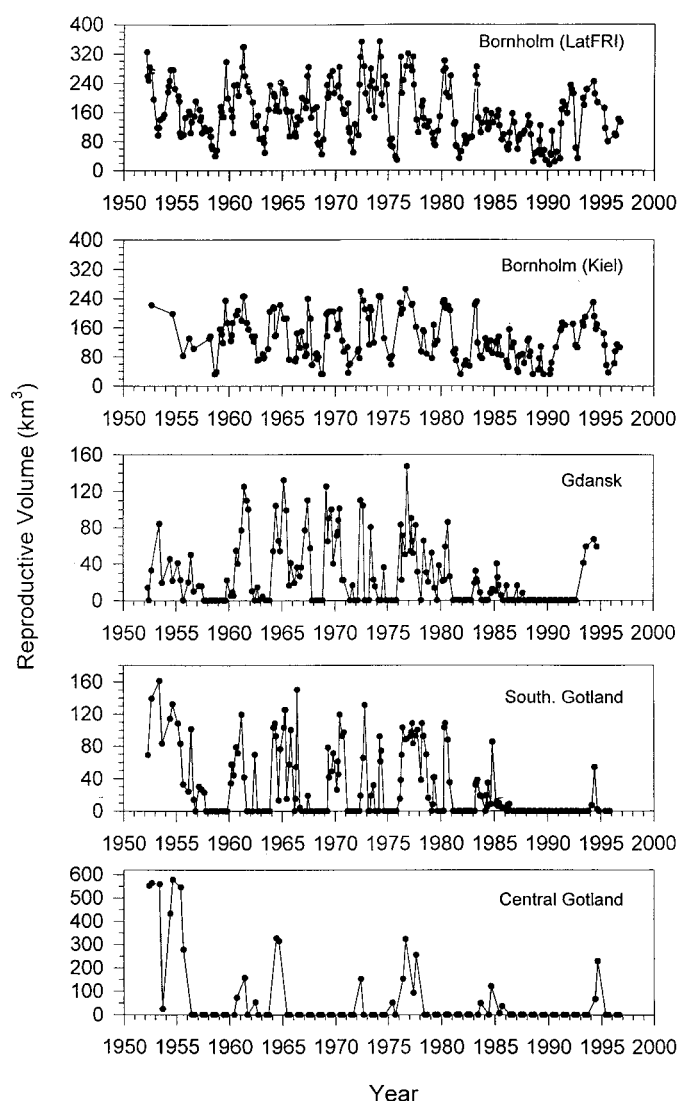 Reproductive Volume (km³)
400
320
240
160
80
0
Bornholm (LatFRI)
1950 1955 1960 1965 1970 1975 1980 1985 1990 1995 2000
400
320
240
160
80
0
Bornholm (Kiel)
1950 1955 1960 1965 1970 1975 1980 1985 1990 1995 2000
160
120
80
40
0
Gdansk
1950 1955 1960 1965 1970 1975 1980 1985 1990 1995 2000
160
120
80
40
0
South. Gotland
1950 1955 1960 1965 1970 1975 1980 1985 1990 1995 2000
600
500
400
300
200
100
0
Central Gotland
1950 1955 1960 1965 1970 1975 1980 1985 1990 1995 2000
Year